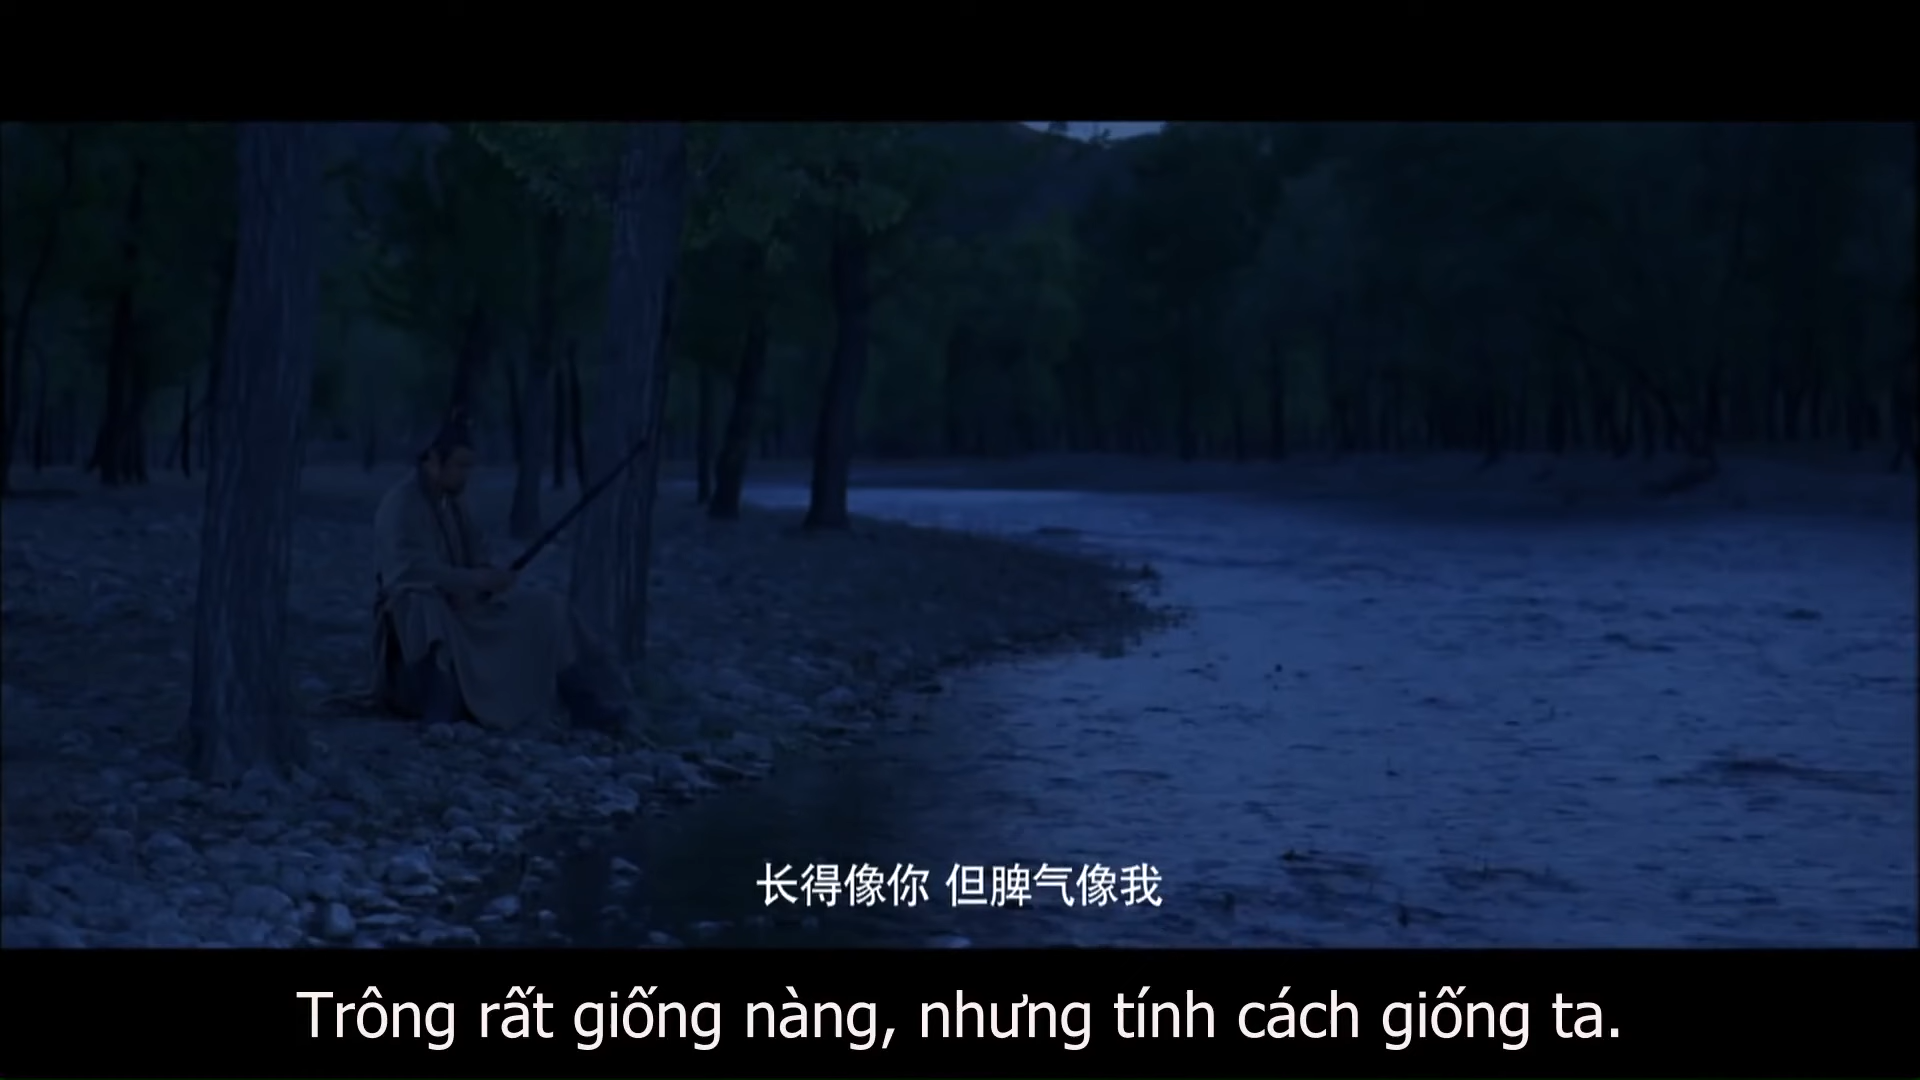 长得像你 但脾气像我
Trông rất giống nàng, nhưng tính cách giống ta.